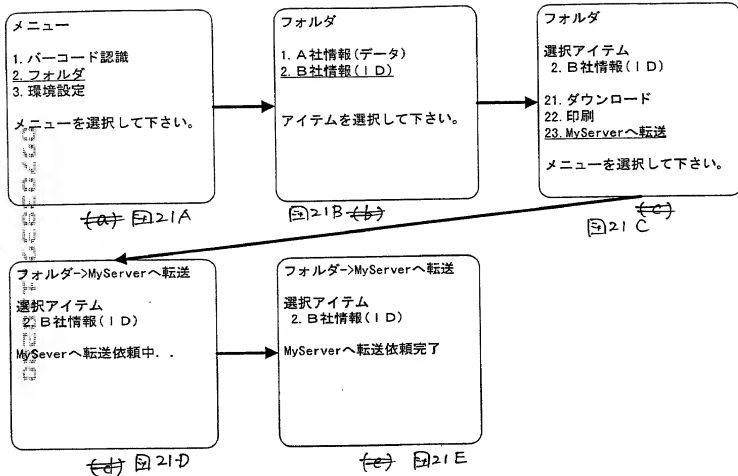 メニュー
1. バーコード認識
2. フォルダ
3. 環境設定
メニューを選択して下さい。
(a) 図21A
フォルダ
1. A社情報(データ)
2. B社情報(ID)
アイテムを選択して下さい。
図21B (b)
フォルダ
選択アイテム
2. B社情報(ID)
21. ダウンロード
22. 印刷
23. MyServerへ転送
メニューを選択して下さい。
(c)
図21C
フォルダ->MyServerへ転送
選択アイテム
2. B社情報(ID)
MySeverへ転送依頼中. .
(d) 図21D
フォルダ->MyServerへ転送
選択アイテム
2. B社情報(ID)
MyServerへ転送依頼完了
(e) 図21E